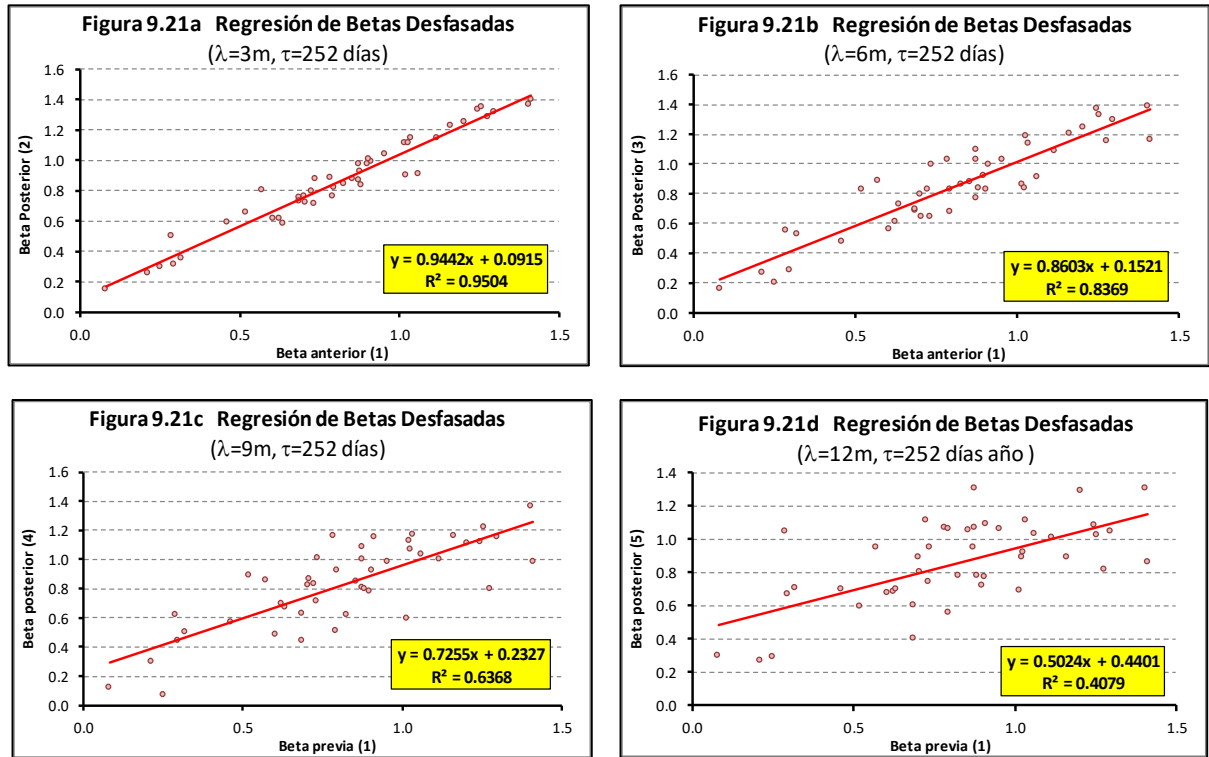 Figura 9.21a Regresión de Betas Desfasadas
(λ=3m, τ=252 días)
Beta Posterior (2)
1.6
1.4
1.2
1.0
0.8
0.6
0.4
0.2
0.0
y = 0.9442x + 0.0915
R² = 0.9504
0.0 0.5 1.0 1.5
Beta anterior (1)
Figura 9.21b Regresión de Betas Desfasadas
(λ=6m, τ=252 días)
Beta Posterior (3)
1.6
1.4
1.2
1.0
0.8
0.6
0.4
0.2
0.0
y = 0.8603x + 0.1521
R² = 0.8369
0.0 0.5 1.0 1.5
Beta anterior (1)
Figura 9.21c Regresión de Betas Desfasadas
(λ=9m, τ=252 días)
Beta posterior (4)
1.6
1.4
1.2
1.0
0.8
0.6
0.4
0.2
0.0
y = 0.7255x + 0.2327
R² = 0.6368
0.0 0.5 1.0 1.5
Beta previa (1)
Figura 9.21d Regresión de Betas Desfasadas
(λ=12m, τ=252 días año )
Beta posterior (5)
1.4
1.2
1.0
0.8
0.6
0.4
0.2
0.0
y = 0.5024x + 0.4401
R² = 0.4079
0.0 0.5 1.0 1.5
Beta previa (1)